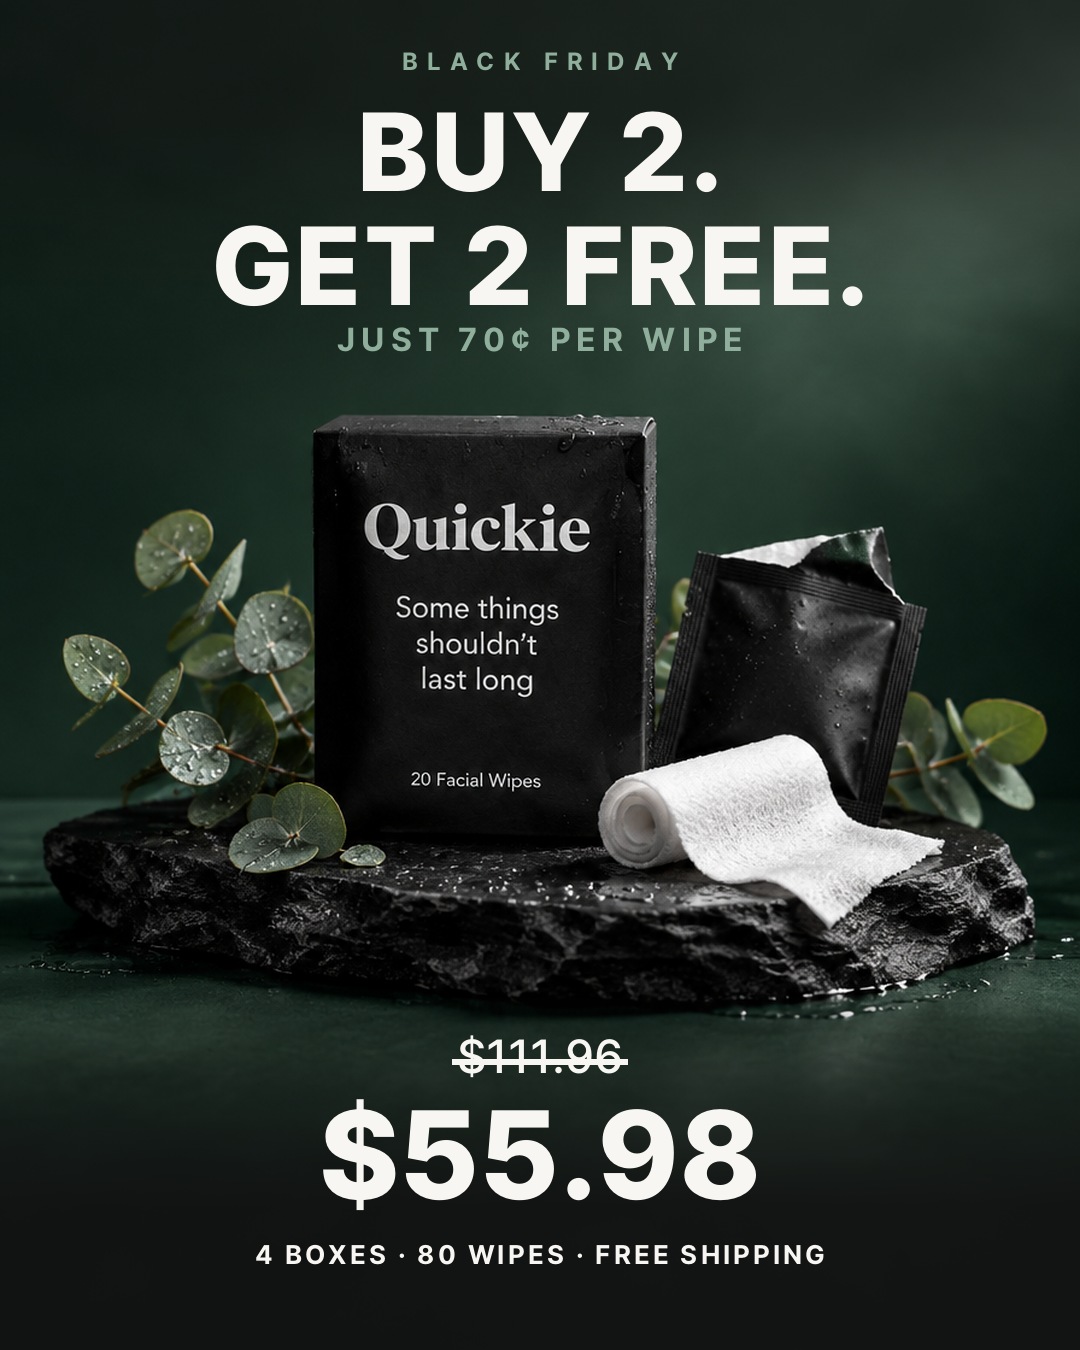 BLACK FRIDAY
BUY 2.
GET 2 FREE.
JUST 70¢ PER WIPE
Quickie
Some things
shouldn't
last long
20 Facial Wipes
$111.96
$55.98
4 BOXES · 80 WIPES · FREE SHIPPING